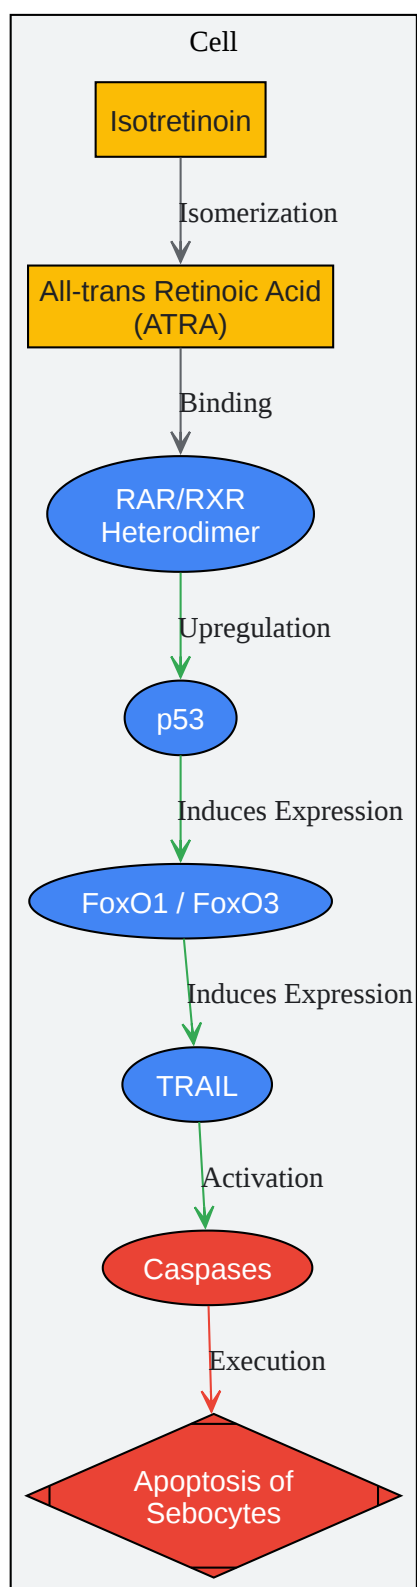 Cell
Isotretinoin
Isomerization
All-trans Retinoic Acid
(ATRA)
Binding
RAR/RXR
Heterodimer
Upregulation
p53
Induces Expression
FoxO1 / FoxO3
Induces Expression
TRAIL
Activation
Caspases
Execution
Apoptosis of
Sebocytes